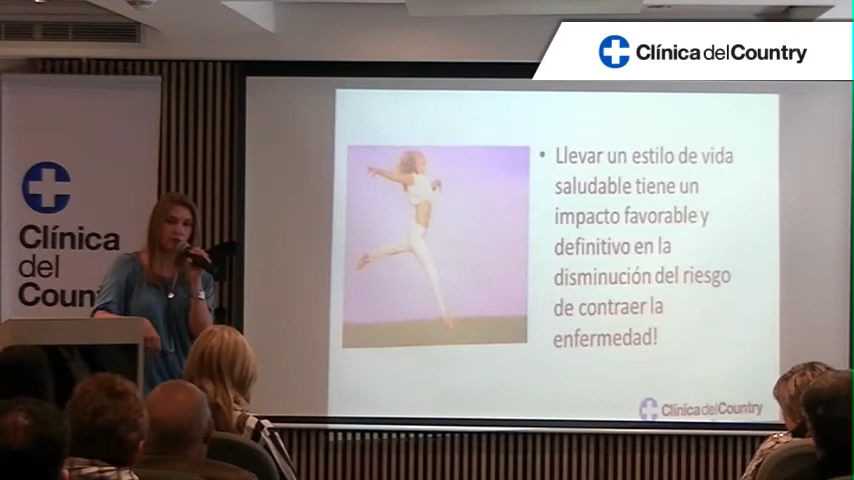 Clínica del Country
Clínica
del
Coun
• Llevar un estilo de vida
saludable tiene un
impacto favorable y
definitivo en la
disminución del riesgo
de contraer la
enfermedad!
Clínica del Country